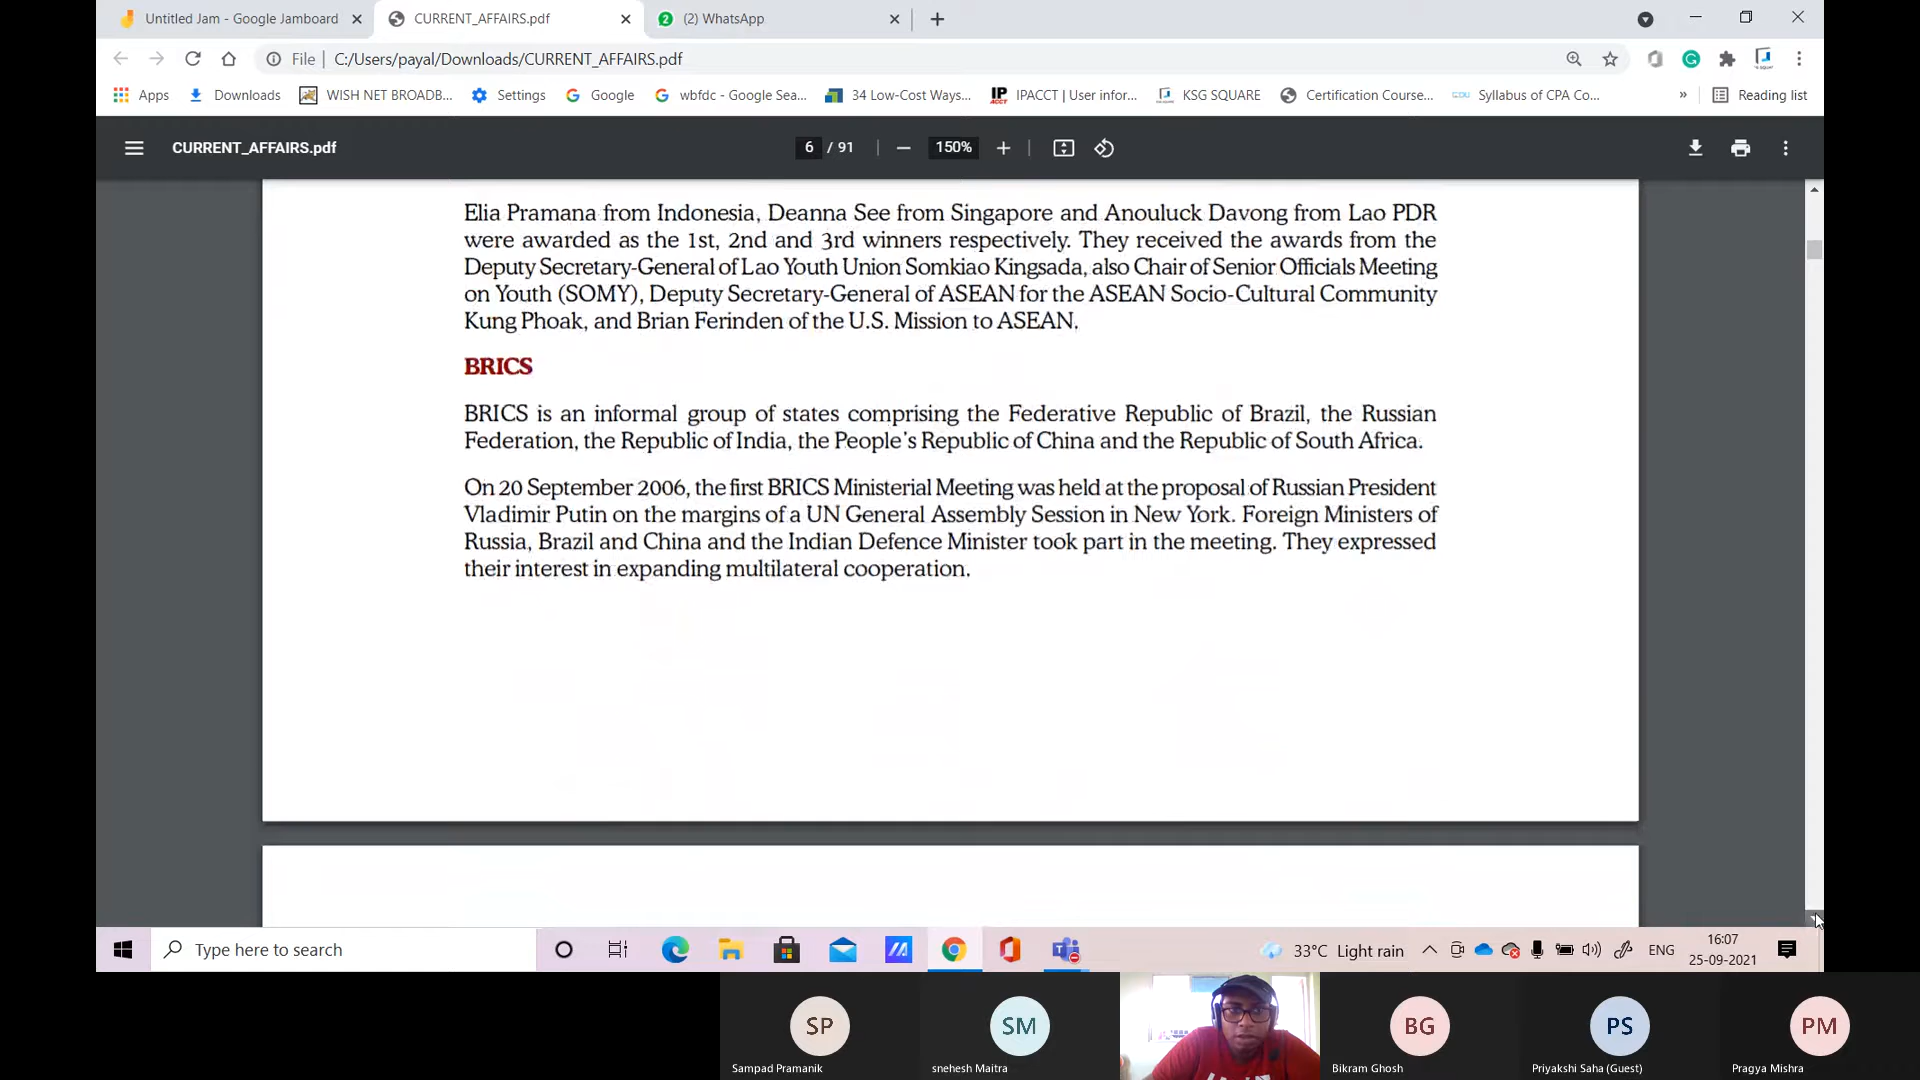 Untitled Jam - Google Jamboard
CURRENT_AFFAIRS.pdf
(2) WhatsApp
File
C:/Users/payal/Downloads/CURRENT_AFFAIRS.pdf
Apps
Downloads
WISH NET BROADB...
Settings
Google
wbfdc - Google Sea...
34 Low-Cost Ways...
IPACCT | User infor...
KSG SQUARE
Certification Course...
Syllabus of CPA Co...
»
Reading list
CURRENT_AFFAIRS.pdf
6 / 91
150%
Elia Pramana from Indonesia, Deanna See from Singapore and Anouluck Davong from Lao PDR
were awarded as the 1st, 2nd and 3rd winners respectively. They received the awards from the
Deputy Secretary-General of Lao Youth Union Somkiao Kingsada, also Chair of Senior Officials Meeting
on Youth (SOMY), Deputy Secretary-General of ASEAN for the ASEAN Socio-Cultural Community
Kung Phoak, and Brian Ferinden of the U.S. Mission to ASEAN.
BRICS
BRICS is an informal group of states comprising the Federative Republic of Brazil, the Russian
Federation, the Republic of India, the People's Republic of China and the Republic of South Africa.
On 20 September 2006, the first BRICS Ministerial Meeting was held at the proposal of Russian President
Vladimir Putin on the margins of a UN General Assembly Session in New York. Foreign Ministers of
Russia, Brazil and China and the Indian Defence Minister took part in the meeting. They expressed
their interest in expanding multilateral cooperation.
Type here to search
33°C Light rain
ENG
16:07
25-09-2021
SP
SM
BG
PS
PM
Sampad Pramanik
snehesh Maitra
Bikram Ghosh
Priyakshi Saha (Guest)
Pragya Mishra